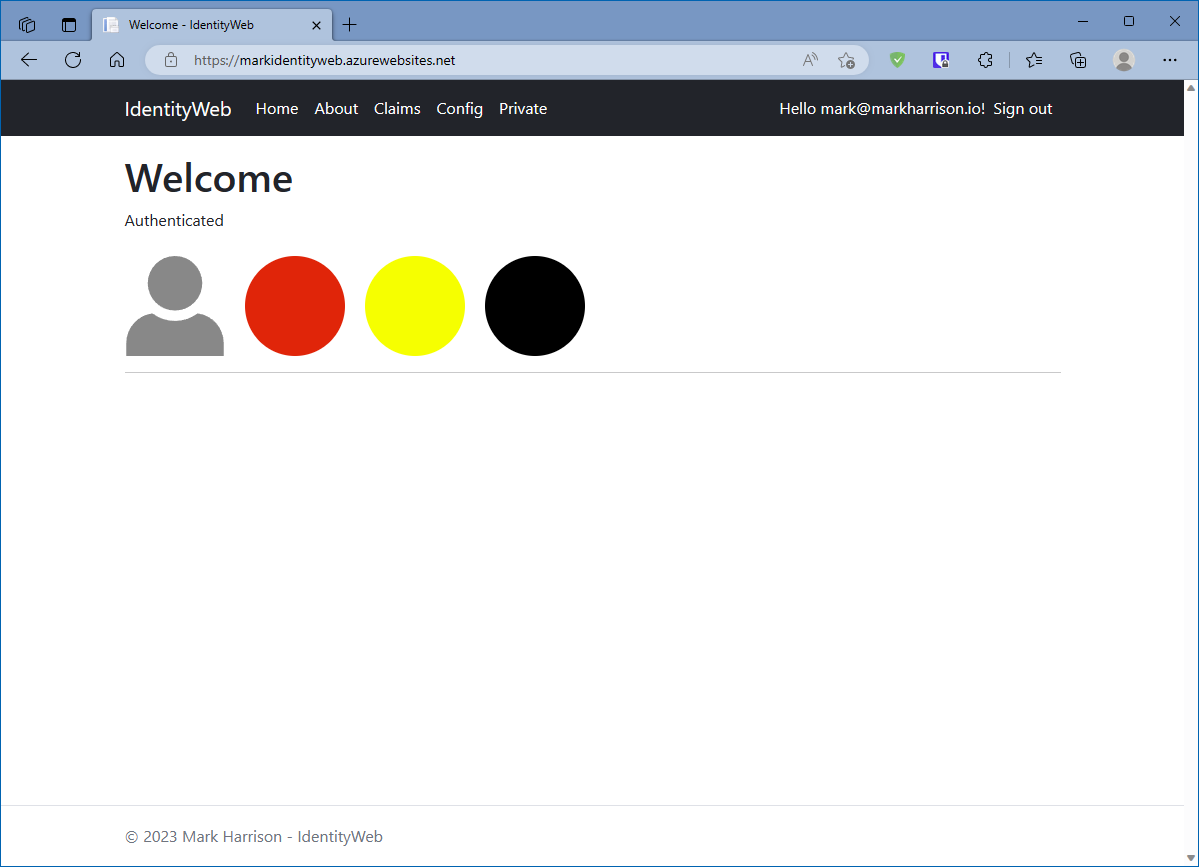 Welcome - IdentityWeb
https://markidentityweb.azurewebsites.net
IdentityWeb Home About Claims Config Private Hello mark@markharrison.io! Sign out
Welcome
Authenticated
© 2023 Mark Harrison - IdentityWeb